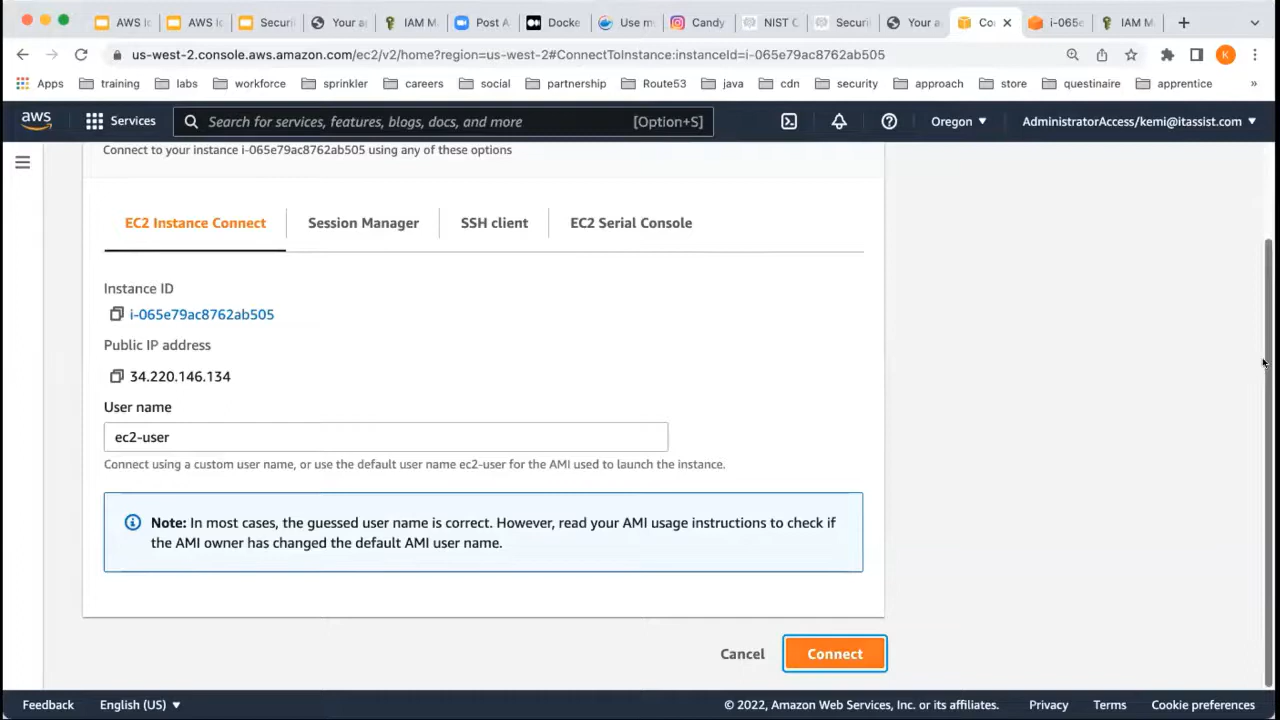 AWS Ic
AWS Ic
Securi
Your a
IAM M
Post A
Docke
Use m
Candy
NIST C
Securi
Your a
Co
i-065e
IAM M
us-west-2.console.aws.amazon.com/ec2/v2/home?region=us-west-2#ConnectToInstance:instanceId=i-065e79ac8762ab505
K
Apps training labs workforce sprinkler careers social partnership Route53 java cdn security approach store questinaire apprentice »
aws Services Search for services, features, blogs, docs, and more [Option+S] Oregon AdministratorAccess/kemi@itassist.com
Connect to your instance i-065e79ac8762ab505 using any of these options
EC2 Instance Connect Session Manager SSH client EC2 Serial Console
Instance ID
i-065e79ac8762ab505
Public IP address
34.220.146.134
User name
ec2-user
Connect using a custom user name, or use the default user name ec2-user for the AMI used to launch the instance.
Note: In most cases, the guessed user name is correct. However, read your AMI usage instructions to check if
the AMI owner has changed the default AMI user name.
Cancel Connect
Feedback English (US) © 2022, Amazon Web Services, Inc. or its affiliates. Privacy Terms Cookie preferences